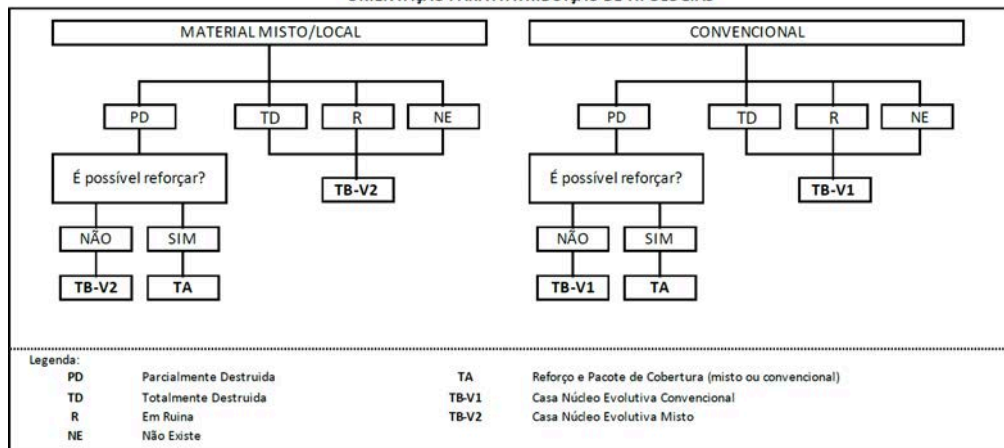 MATERIAL MISTO/LOCAL CONVENCIONAL
PD TD R NE PD TD R NE
É possível reforçar? TB-V2 É possível reforçar? TB-V1
NÃO SIM NÃO SIM
TB-V2 TA TB-V1 TA
Legenda:
PD Parcialmente Destruida TA Reforço e Pacote de Cobertura (misto ou convencional)
TD Totalmente Destruida TB-V1 Casa Núcleo Evolutiva Convencional
R Em Ruina TB-V2 Casa Núcleo Evolutiva Misto
NE Não Existe